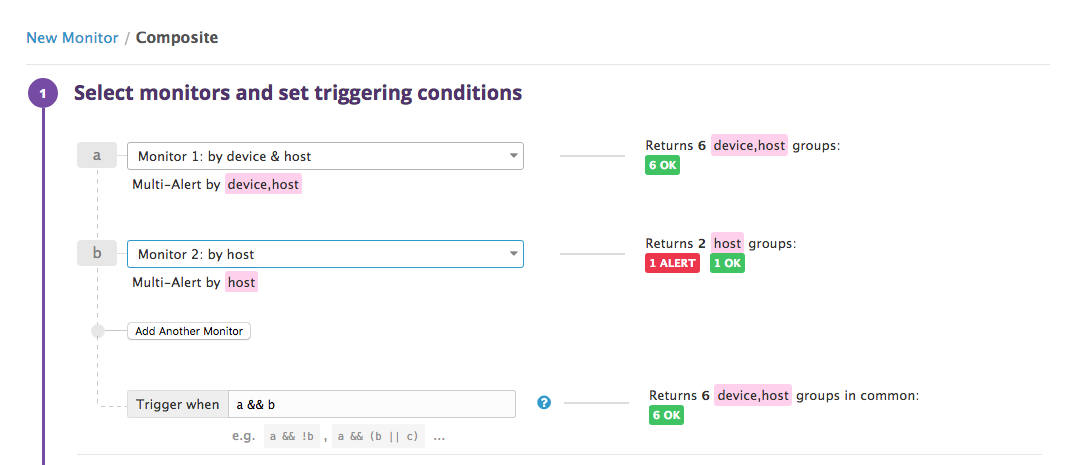 New Monitor / Composite
1 Select monitors and set triggering conditions
a Monitor 1: by device & host
Multi-Alert by device,host
Returns 6 device,host groups:
6 OK
b Monitor 2: by host
Multi-Alert by host
Returns 2 host groups:
1 ALERT 1 OK
Add Another Monitor
Trigger when a && b ?
e.g. a && !b , a && (b || c) ...
Returns 6 device,host groups in common:
6 OK